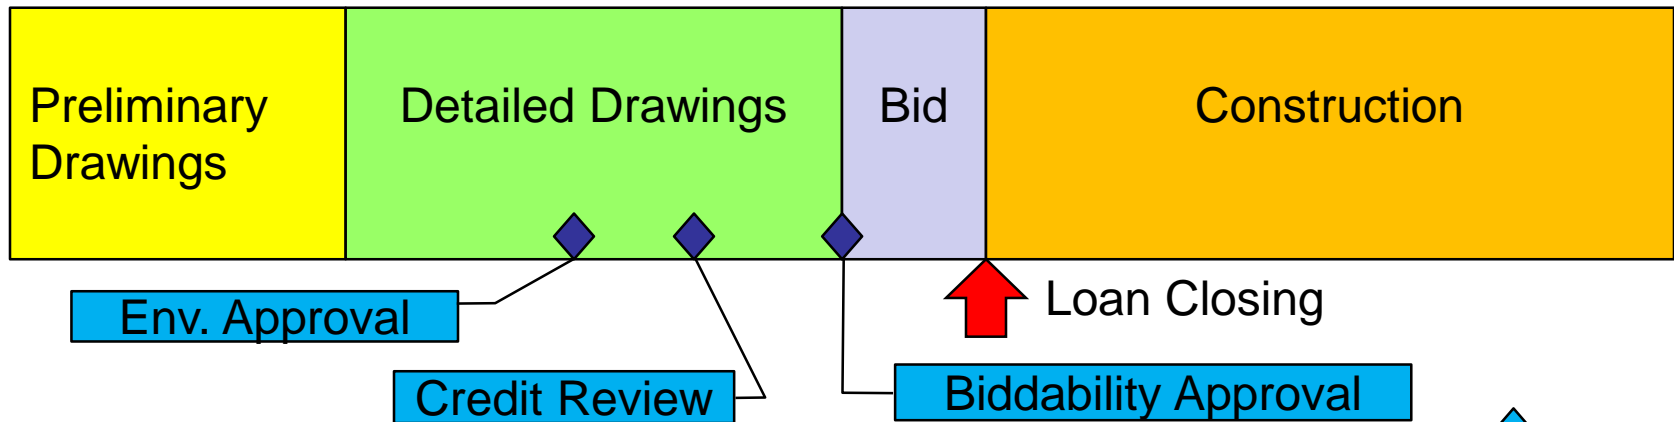 Preliminary
Drawings
Detailed Drawings
Bid
Construction
Env. Approval
Loan Closing
Credit Review
Biddability Approval